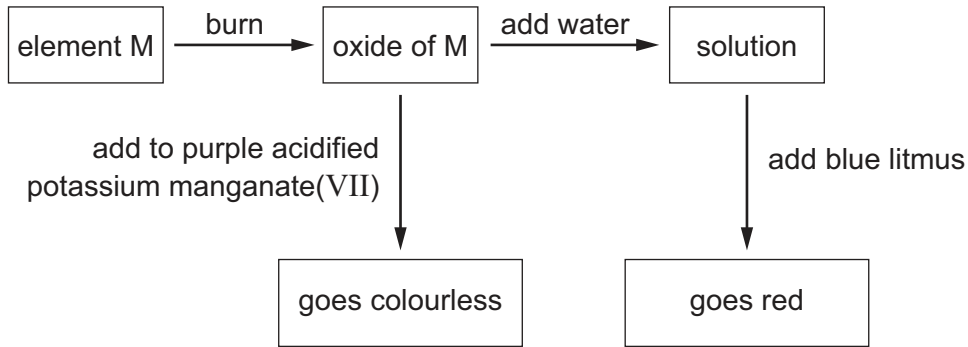 element M
burn
oxide of M
add water
solution
add to purple acidified
potassium manganate(VII)
add blue litmus
goes colourless
goes red